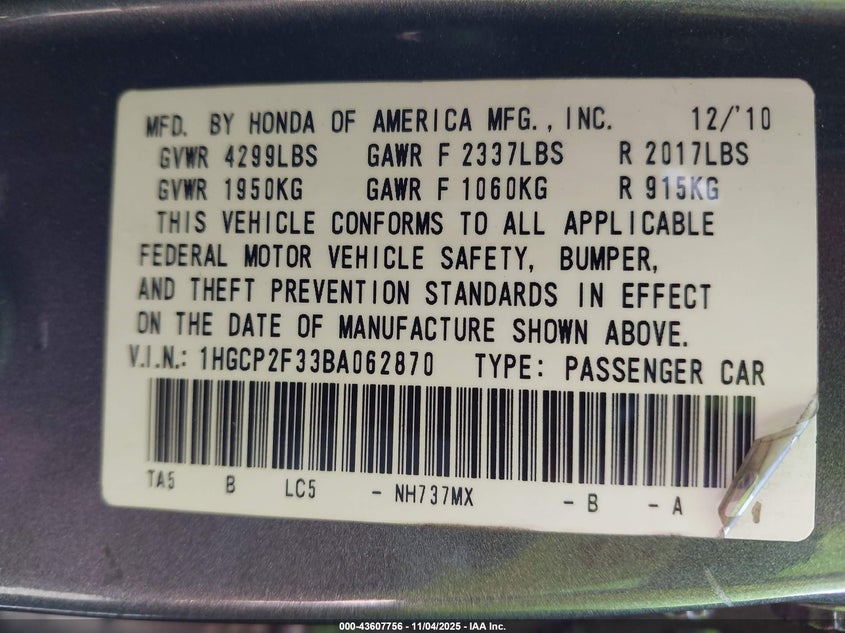 MFD. BY HONDA OF AMERICA MFG., INC. 12/'10
GVWR 4299LBS GAWR F 2337LBS R 2017LBS
GVWR 1950KG GAWR F 1060KG R 915KG
THIS VEHICLE CONFORMS TO ALL APPLICABLE
FEDERAL MOTOR VEHICLE SAFETY, BUMPER,
AND THEFT PREVENTION STANDARDS IN EFFECT
ON THE DATE OF MANUFACTURE SHOWN ABOVE.
V.I.N.: 1HGCP2F33BA062870 TYPE: PASSENGER CAR
TA5 B LC5 - NH737MX - B - A 1
000-43607756 - 11/04/2025 - IAA Inc.